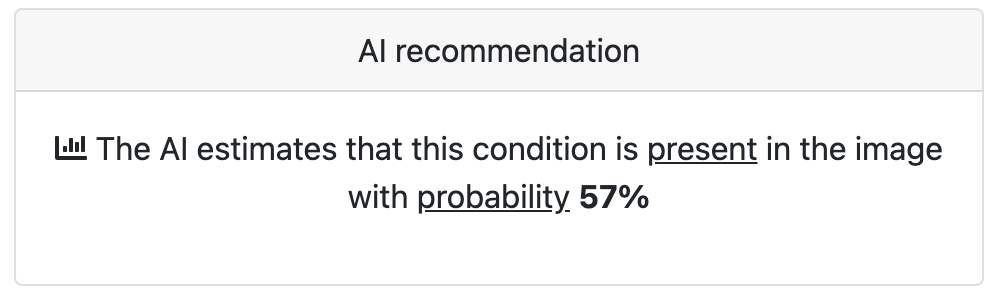 AI recommendation
The AI estimates that this condition is present in the image
with probability 57%